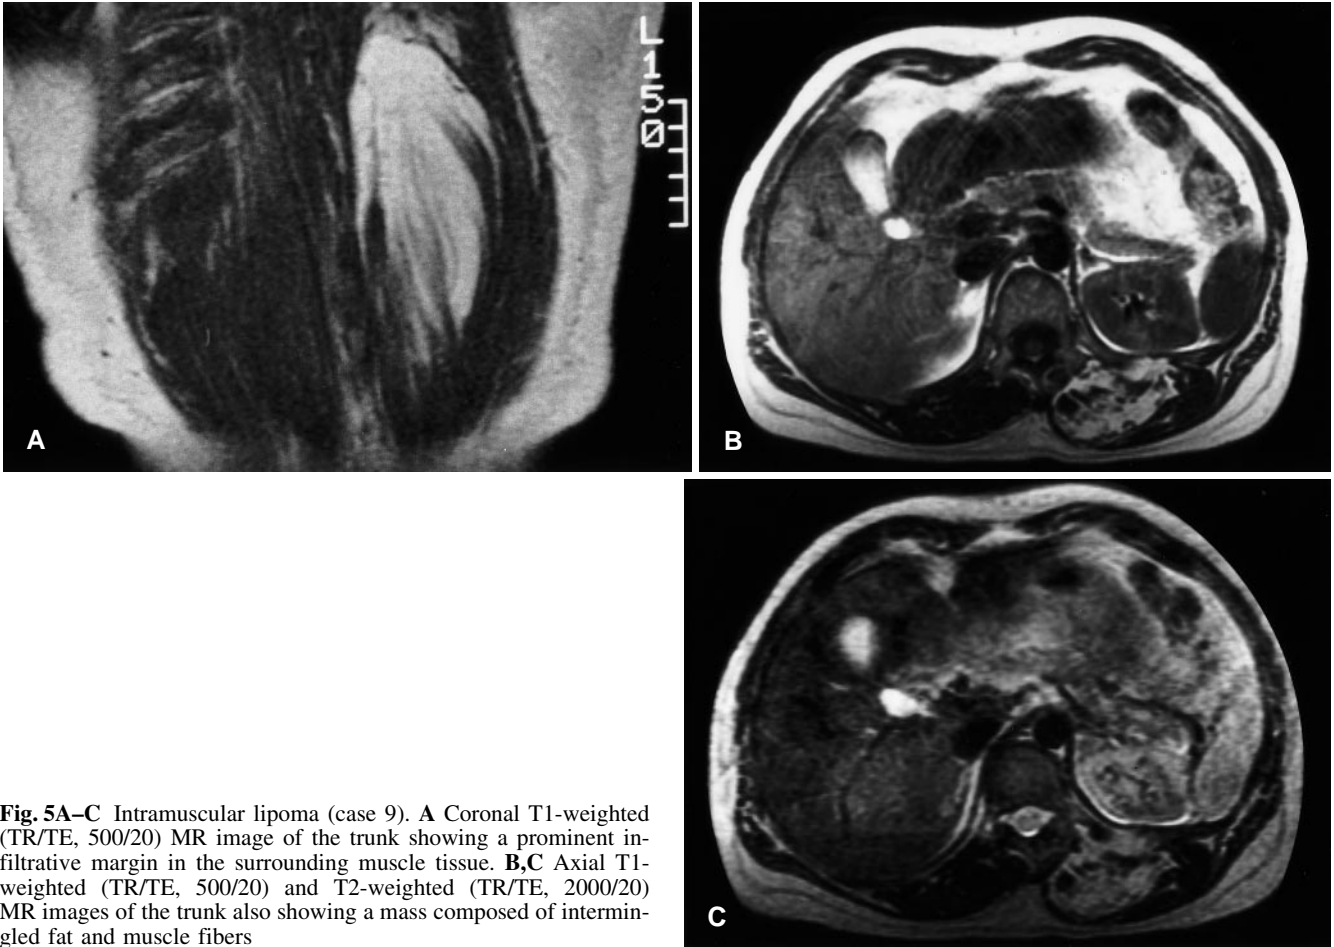 L
1
5
0
A
B
C
Fig. 5A–C Intramuscular lipoma (case 9). A Coronal T1-weighted
(TR/TE, 500/20) MR image of the trunk showing a prominent in-
filtrative margin in the surrounding muscle tissue. B,C Axial T1-
weighted (TR/TE, 500/20) and T2-weighted (TR/TE, 2000/20)
MR images of the trunk also showing a mass composed of intermin-
gled fat and muscle fibers